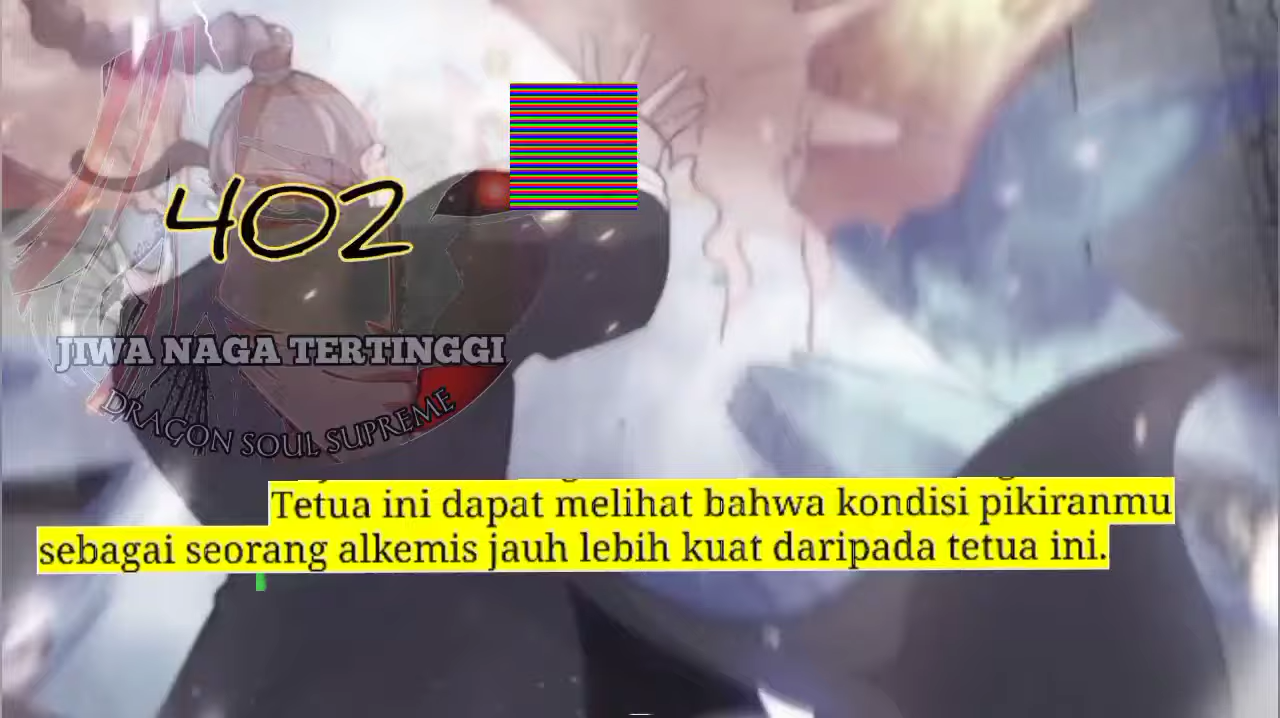 402
JIWA NAGA TERTINGGI
DRAGON SOUL SUPREME
Tetua ini dapat melihat bahwa kondisi pikiranmu
sebagai seorang alkemis jauh lebih kuat daripada tetua ini.